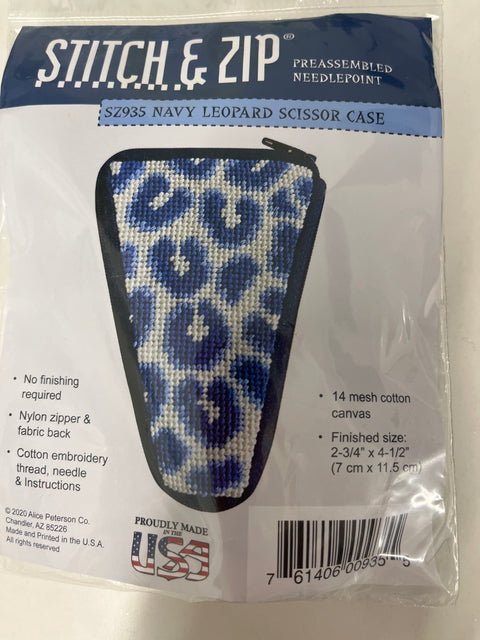 STITCH & ZIP®
PREASSEMBLED
NEEDLEPOINT
SZ935 NAVY LEOPARD SCISSOR CASE
• No finishing
required
• Nylon zipper &
fabric back
• Cotton embroidery
thread, needle
& Instructions
• 14 mesh cotton
canvas
• Finished size:
2-3/4" x 4-1/2"
(7 cm x 11.5 cm)
© 2020 Alice Peterson Co.
Chandler, AZ 85226
Made and Printed in the U.S.A.
All rights reserved
PROUDLY MADE
IN THE
USA
7 61406 00935 5